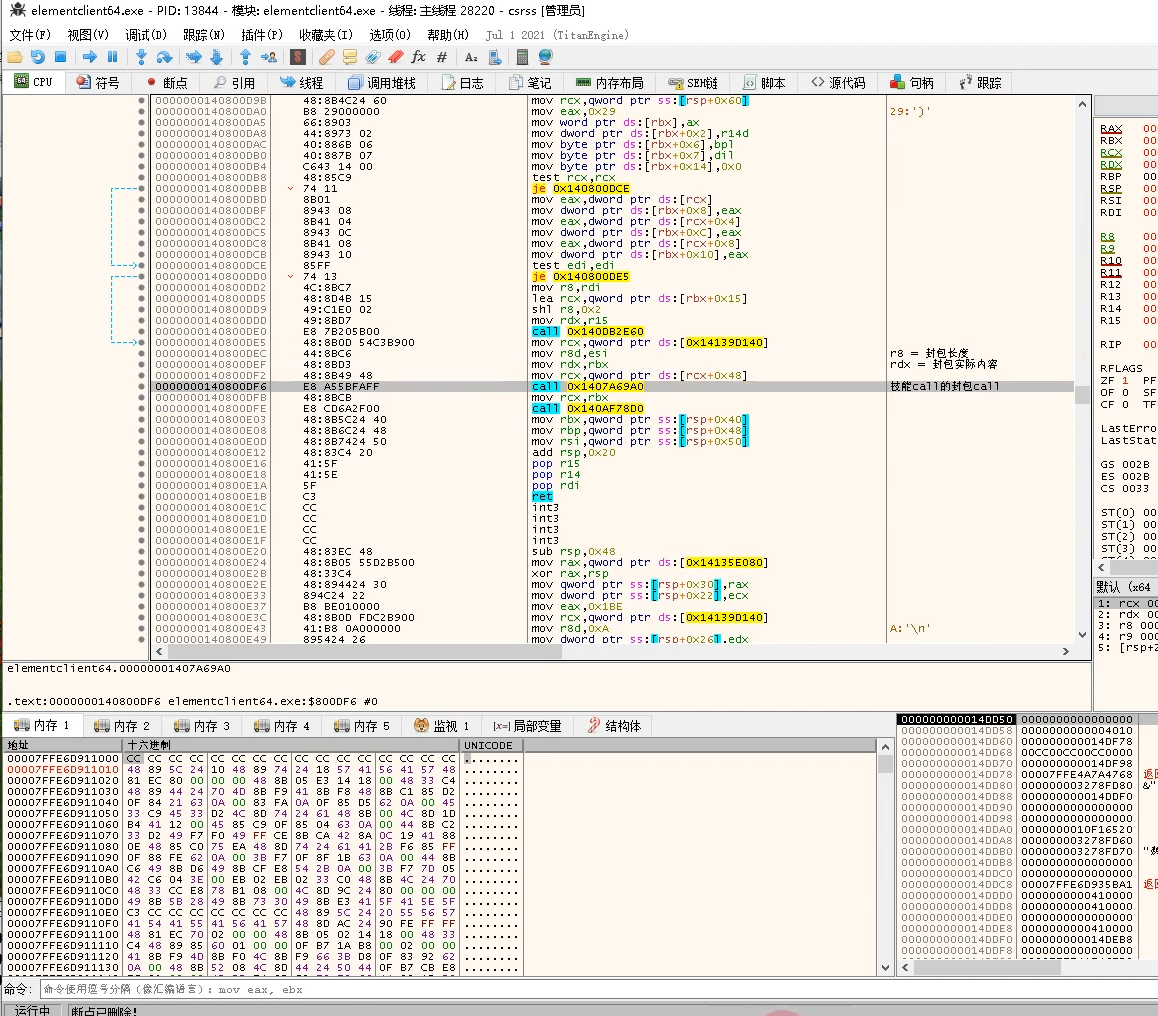 elementclient64.exe - PID: 13844 - 模块: elementclient64.exe - 线程: 主线程 28220 - csrss [管理员]
文件(F) 视图(V) 调试(D) 跟踪(N) 插件(P) 收藏夹(I) 选项(O) 帮助(H) Jul 1 2021 (TitanEngine)
CPU 符号 断点 引用 线程 调用堆栈 日志 笔记 内存布局 SEH链 脚本 源代码 句柄 跟踪
0000000140800D9B 48:8B4C24 60 mov rcx,qword ptr ss:[rsp+0x60]
0000000140800DA0 B8 29000000 mov eax,0x29 29:')'
0000000140800DA5 66:8903 mov word ptr ds:[rbx],ax
0000000140800DA8 44:8973 02 mov dword ptr ds:[rbx+0x2],r14d
0000000140800DAC 40:886B 06 mov byte ptr ds:[rbx+0x6],bpl
0000000140800DB0 40:887B 07 mov byte ptr ds:[rbx+0x7],dil
0000000140800DB4 C643 14 00 mov byte ptr ds:[rbx+0x14],0x0
0000000140800DB8 48:85C9 test rcx,rcx
0000000140800DBB 74 11 je 0x140800DCE
0000000140800DBD 8B01 mov eax,dword ptr ds:[rcx]
0000000140800DBF 8943 08 mov dword ptr ds:[rbx+0x8],eax
0000000140800DC2 8B41 04 mov eax,dword ptr ds:[rcx+0x4]
0000000140800DC5 8943 0C mov dword ptr ds:[rbx+0xC],eax
0000000140800DC8 8B41 08 mov eax,dword ptr ds:[rcx+0x8]
0000000140800DCB 8943 10 mov dword ptr ds:[rbx+0x10],eax
0000000140800DCE 85FF test edi,edi
0000000140800DD0 74 13 je 0x140800DE5
0000000140800DD2 4C:8BC7 mov r8,rdi
0000000140800DD5 48:8D4B 15 lea rcx,qword ptr ds:[rbx+0x15]
0000000140800DD9 49:C1E0 02 shl r8,0x2
0000000140800DDD 49:8BD7 mov rdx,r15
0000000140800DE0 E8 7B205B00 call 0x140DB2E60
0000000140800DE5 48:8B0D 54C3B900 mov rcx,qword ptr ds:[0x14139D140]
0000000140800DEC 44:8BC6 mov r8d,esi r8 = 封包长度
0000000140800DEF 48:8BD3 mov rdx,rbx rdx = 封包实际内容
0000000140800DF2 48:8B49 48 mov rcx,qword ptr ds:[rcx+0x48]
0000000140800DF6 E8 A55BFAFF call 0x1407A69A0 技能call的封包call
0000000140800DFB 48:8BCB mov rcx,rbx
0000000140800DFE E8 CD6A2F00 call 0x140AF78D0
0000000140800E03 48:8B5C24 40 mov rbx,qword ptr ss:[rsp+0x40]
0000000140800E08 48:8B6C24 48 mov rbp,qword ptr ss:[rsp+0x48]
0000000140800E0D 48:8B7424 50 mov rsi,qword ptr ss:[rsp+0x50]
0000000140800E12 48:83C4 20 add rsp,0x20
0000000140800E16 41:5F pop r15
0000000140800E18 41:5E pop r14
0000000140800E1A 5F pop rdi
0000000140800E1B C3 ret
0000000140800E1C CC int3
0000000140800E1D CC int3
0000000140800E1E CC int3
0000000140800E1F CC int3
0000000140800E20 48:83EC 48 sub rsp,0x48
0000000140800E24 48:8B05 55D2B500 mov rax,qword ptr ds:[0x14135E080]
0000000140800E2B 48:33C4 xor rax,rsp
0000000140800E2E 48:894424 30 mov qword ptr ss:[rsp+0x30],rax
0000000140800E33 894C24 22 mov dword ptr ss:[rsp+0x22],ecx
0000000140800E37 B8 BE010000 mov eax,0x1BE
0000000140800E3C 48:8B0D FDC2B900 mov rcx,qword ptr ds:[0x14139D140]
0000000140800E43 41:B8 0A000000 mov r8d,0xA A:'\n'
0000000140800E49 895424 26 mov dword ptr ss:[rsp+0x26],edx
RAX 00
RBX 00
RCX 00
RDX 00
RBP 00
RSP 00
RSI 00
RDI 00
R8 00
R9 00
R10 00
R11 00
R12 00
R13 00
R14 00
R15 00
RIP 00
RFLAGS
ZF 1 PF
OF 0 SF
CF 0 TF
LastErro
LastStat
GS 002B
ES 002B
CS 0033
ST(0) 00
ST(1) 00
ST(2) 00
ST(3) 00
默认 (x64
1: rcx 00
2: rdx 00
3: r8 000
4: r9 000
5: [rsp+2
elementclient64.00000001407A69A0
.text:0000000140800DF6 elementclient64.exe:$800DF6 #0
内存 1 内存 2 内存 3 内存 4 内存 5 监视 1 [x=]局部变量 结构体
地址 十六进制 UNICODE
00007FFE6D911000 CC CC CC CC CC CC CC CC CC CC CC CC CC CC CC CC
00007FFE6D911010 48 89 5C 24 10 48 89 74 24 18 57 41 56 41 57 48
00007FFE6D911020 81 EC 80 00 00 00 48 8B 05 E3 14 18 00 48 33 C4
00007FFE6D911030 48 89 44 24 70 4D 8B F9 41 8B F8 48 8B C1 85 D2
00007FFE6D911040 0F 84 21 63 0A 00 83 FA 0A 0F 85 D5 62 0A 00 45
00007FFE6D911050 33 C9 45 33 D2 4C 8D 74 24 61 48 8B 00 4C 8D 1D
00007FFE6D911060 B4 41 12 00 45 85 C9 0F 85 04 63 0A 00 44 8B C2
00007FFE6D911070 33 D2 49 F7 F0 49 FF CE 8B CA 42 8A 0C 19 41 88
00007FFE6D911080 0E 48 85 C0 75 EA 48 8D 74 24 61 41 2B F6 85 FF
00007FFE6D911090 0F 88 FE 62 0A 00 3B F7 0F 8F 1B 63 0A 00 44 8B
00007FFE6D9110A0 C6 49 8B D6 49 8B CF E8 54 2B 0A 00 3B F7 7D 05
00007FFE6D9110B0 42 C6 04 3E 00 EB 02 EB 02 33 C0 48 8B 4C 24 70
00007FFE6D9110C0 48 33 CC E8 78 B1 08 00 4C 8D 9C 24 80 00 00 00
00007FFE6D9110D0 49 8B 5B 28 49 8B 73 30 49 8B E3 41 5F 41 5E 5F
00007FFE6D9110E0 C3 CC CC CC CC CC CC CC 48 89 5C 24 20 55 56 57
00007FFE6D9110F0 41 54 41 55 41 56 41 57 48 8D AC 24 90 FE FF FF
00007FFE6D911100 48 81 EC 70 02 00 00 48 8B 05 02 14 18 00 48 33
00007FFE6D911110 C4 48 89 85 60 01 00 00 0F B7 1A B8 00 02 00 00
00007FFE6D911120 41 8B F9 4D 8B F0 4C 8B F9 66 3B D8 0F 83 92 62
00007FFE6D911130 0A 00 48 8B 52 08 4C 8D 44 24 50 44 0F B7 CB E8
000000000014DD50 0000000000000000
000000000014DD58 0000000000004010
000000000014DD60 000000000014DF78
000000000014DD68 00CC00CC00CC0000
000000000014DD70 000000000014DF98
000000000014DD78 00007FFE4A7A4768 返回
000000000014DD80 000000003278FD80 &"
000000000014DD88 000000000014DDF0
000000000014DD90 0000000000000000
000000000014DD98 0000000000000000
000000000014DDA0 0000000010F16520
000000000014DDA8 000000003278FD60
000000000014DDB0 000000003278FD70
000000000014DDB8 0000000000000000
000000000014DDC0 0000000000000000
000000000014DDC8 00007FFE6D935BA1 返回
000000000014DDD0 0000000000410000
000000000014DDD8 0000000000410000
000000000014DDE0 0000000000000000
000000000014DDE8 0000000000410000
000000000014DDF0 000000000014DEB8
000000000014DDF8 0000000000000000
命令: 命令使用逗号分隔（像汇编语言）: mov eax, ebx
运行中 断点已删除!